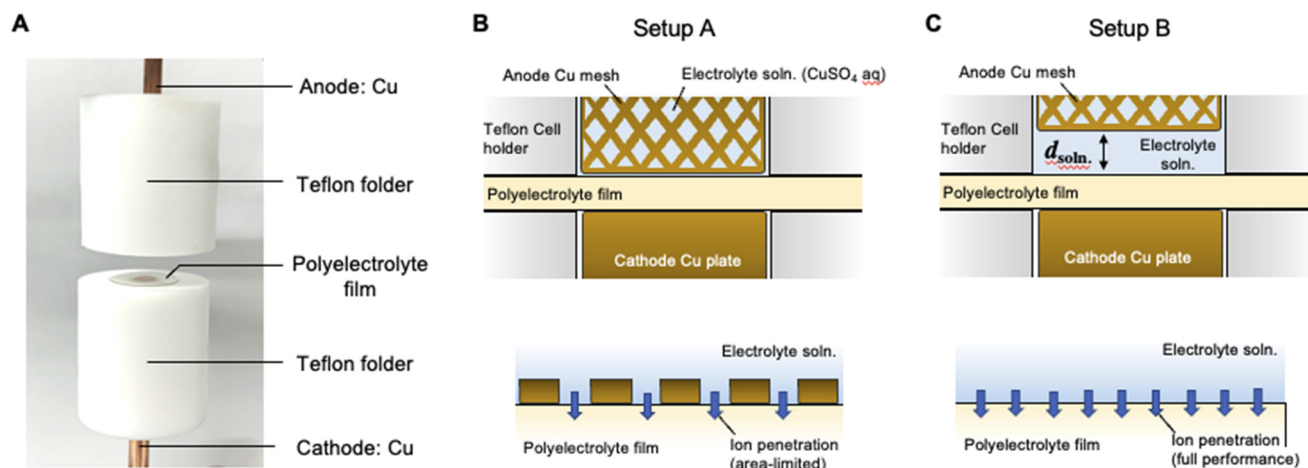 A
Anode: Cu
Teflon folder
Polyelectrolyte
film
Teflon folder
Cathode: Cu
B
Setup A
Anode Cu mesh
Electrolyte soln. (CuSO₄ aq)
Teflon Cell
holder
Polyelectrolyte film
Cathode Cu plate
Electrolyte soln.
Polyelectrolyte film
Ion penetration
(area-limited)
C
Setup B
Anode Cu mesh
Teflon Cell
holder
dsoln.
Electrolyte
soln.
Polyelectrolyte film
Cathode Cu plate
Electrolyte soln.
Polyelectrolyte film
Ion penetration
(full performance)